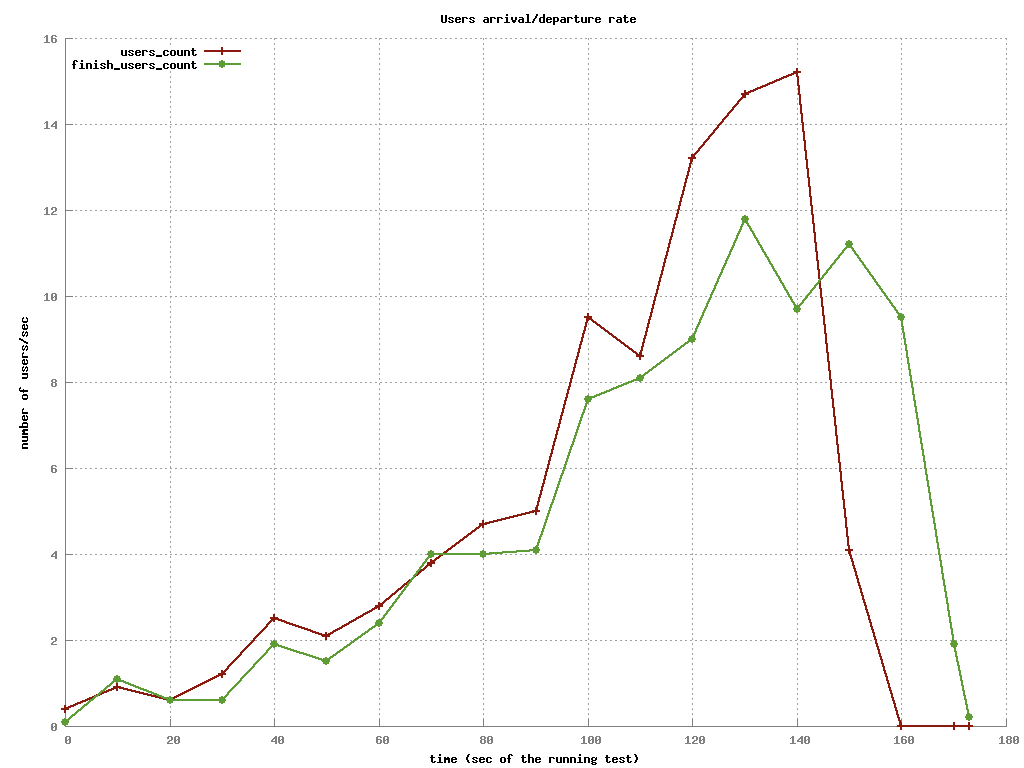 Users arrival/departure rate
users_count
finish_users_count
16
14
12
10
8
6
4
2
0
number of users/sec
0 20 40 60 80 100 120 140 160 180
time (sec of the running test)